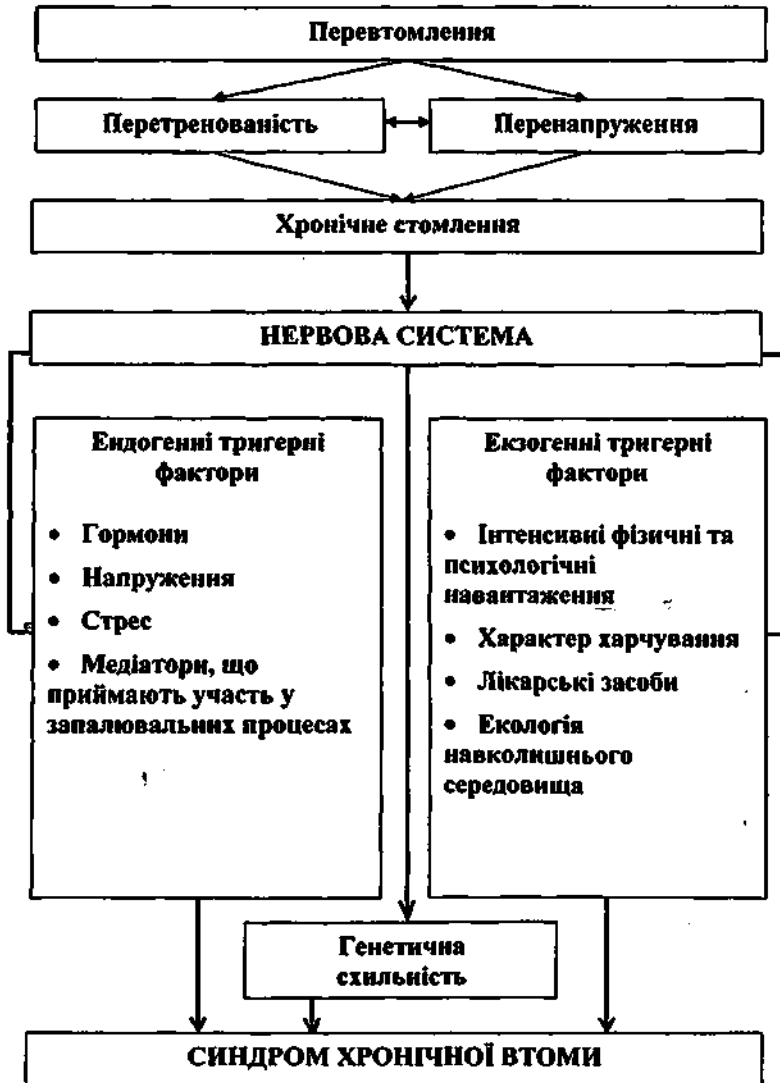 Перевтомлення
Перетренованість
Перенапруження
Хронічне стомлення
НЕРВОВА СИСТЕМА
Ендогенні тригерні
фактори
• Гормони
• Напруження
• Стрес
• Медіатори, що
приймають участь у
запалювальних процесах
Екзогенні тригерні
фактори
• Інтенсивні фізичні та
психологічні
навантаження
• Характер харчування
• Лікарські засоби
• Екологія
навколишнього
середовища
Генетична
схильність
СИНДРОМ ХРОНІЧНОЇ ВТОМИ